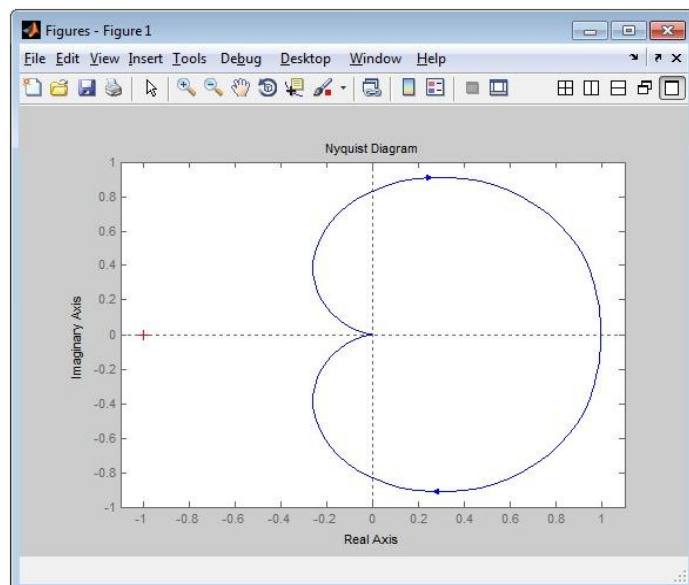 Figures - Figure 1
File Edit View Insert Tools Debug Desktop Window Help
Nyquist Diagram
1
0.8
0.6
0.4
0.2
0
-0.2
-0.4
-0.6
-0.8
-1
Imaginary Axis
-1 -0.8 -0.6 -0.4 -0.2 0 0.2 0.4 0.6 0.8 1
Real Axis